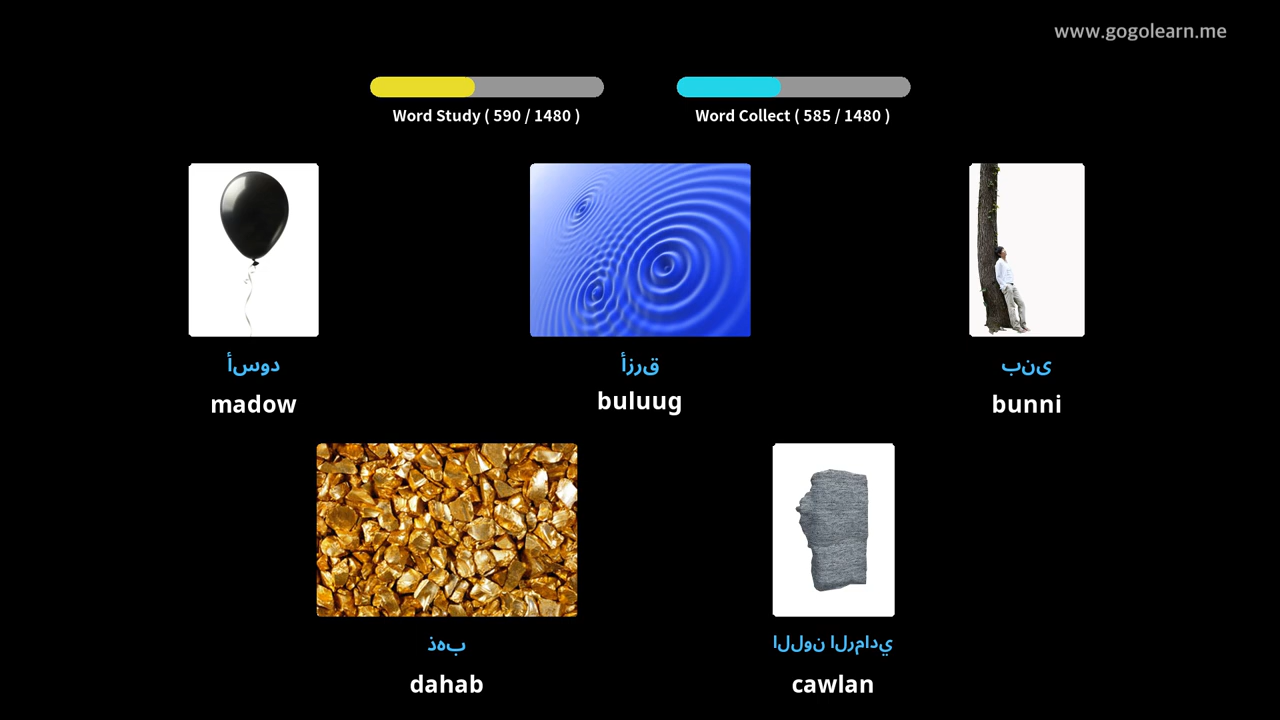 www.gogolearn.me
Word Study ( 590 / 1480 )
Word Collect ( 585 / 1480 )
أسود
أزرق
بنى
madow
buluug
bunni
ذهب
اللون الرمادي
dahab
cawlan